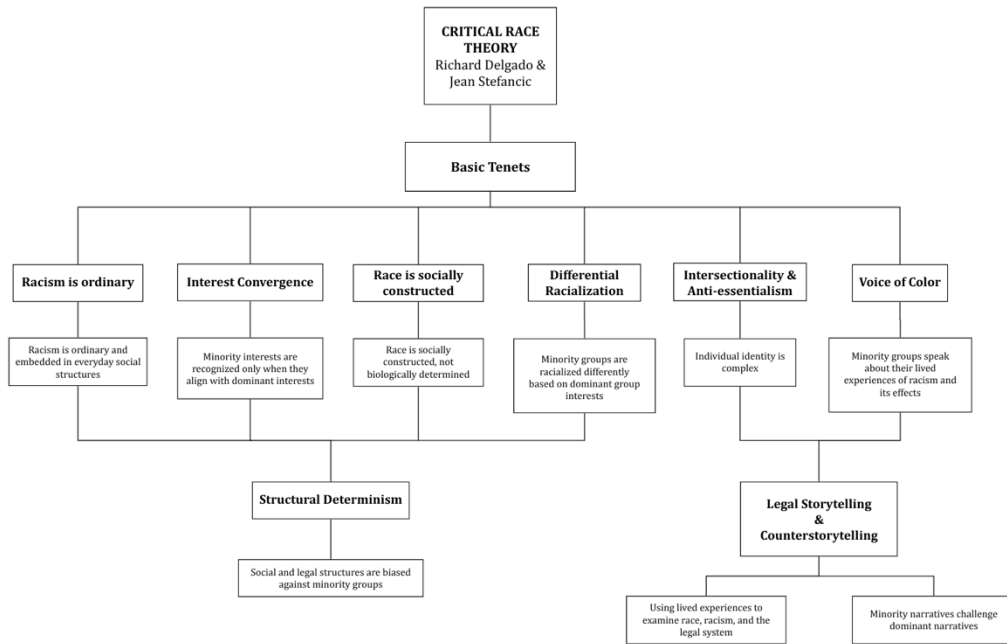 CRITICAL RACE
THEORY
Richard Delgado &
Jean Stefancic
Basic Tenets
Racism is ordinary
Interest Convergence
Race is socially
constructed
Differential
Racialization
Intersectionality &
Anti-essentialism
Voice of Color
Racism is ordinary and
embedded in everyday social
structures
Minority interests are
recognized only when they
align with dominant interests
Race is socially
constructed, not
biologically determined
Minority groups are
racialized differently
based on dominant group
interests
Individual identity is
complex
Minority groups speak
about their lived
experiences of racism and
its effects
Structural Determinism
Legal Storytelling
&
Counterstorytelling
Social and legal structures are biased
against minority groups
Using lived experiences to
examine race, racism, and the
legal system
Minority narratives challenge
dominant narratives